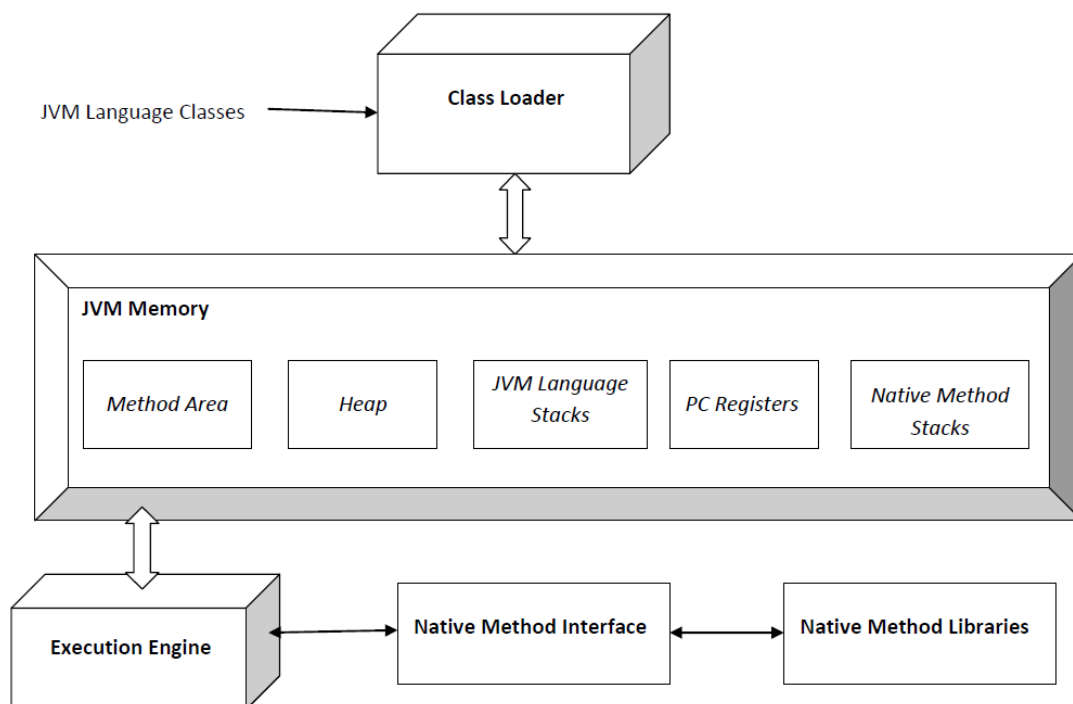 Class Loader
JVM Language Classes
JVM Memory
Method Area
Heap
JVM Language
Stacks
PC Registers
Native Method
Stacks
Execution Engine
Native Method Interface
Native Method Libraries